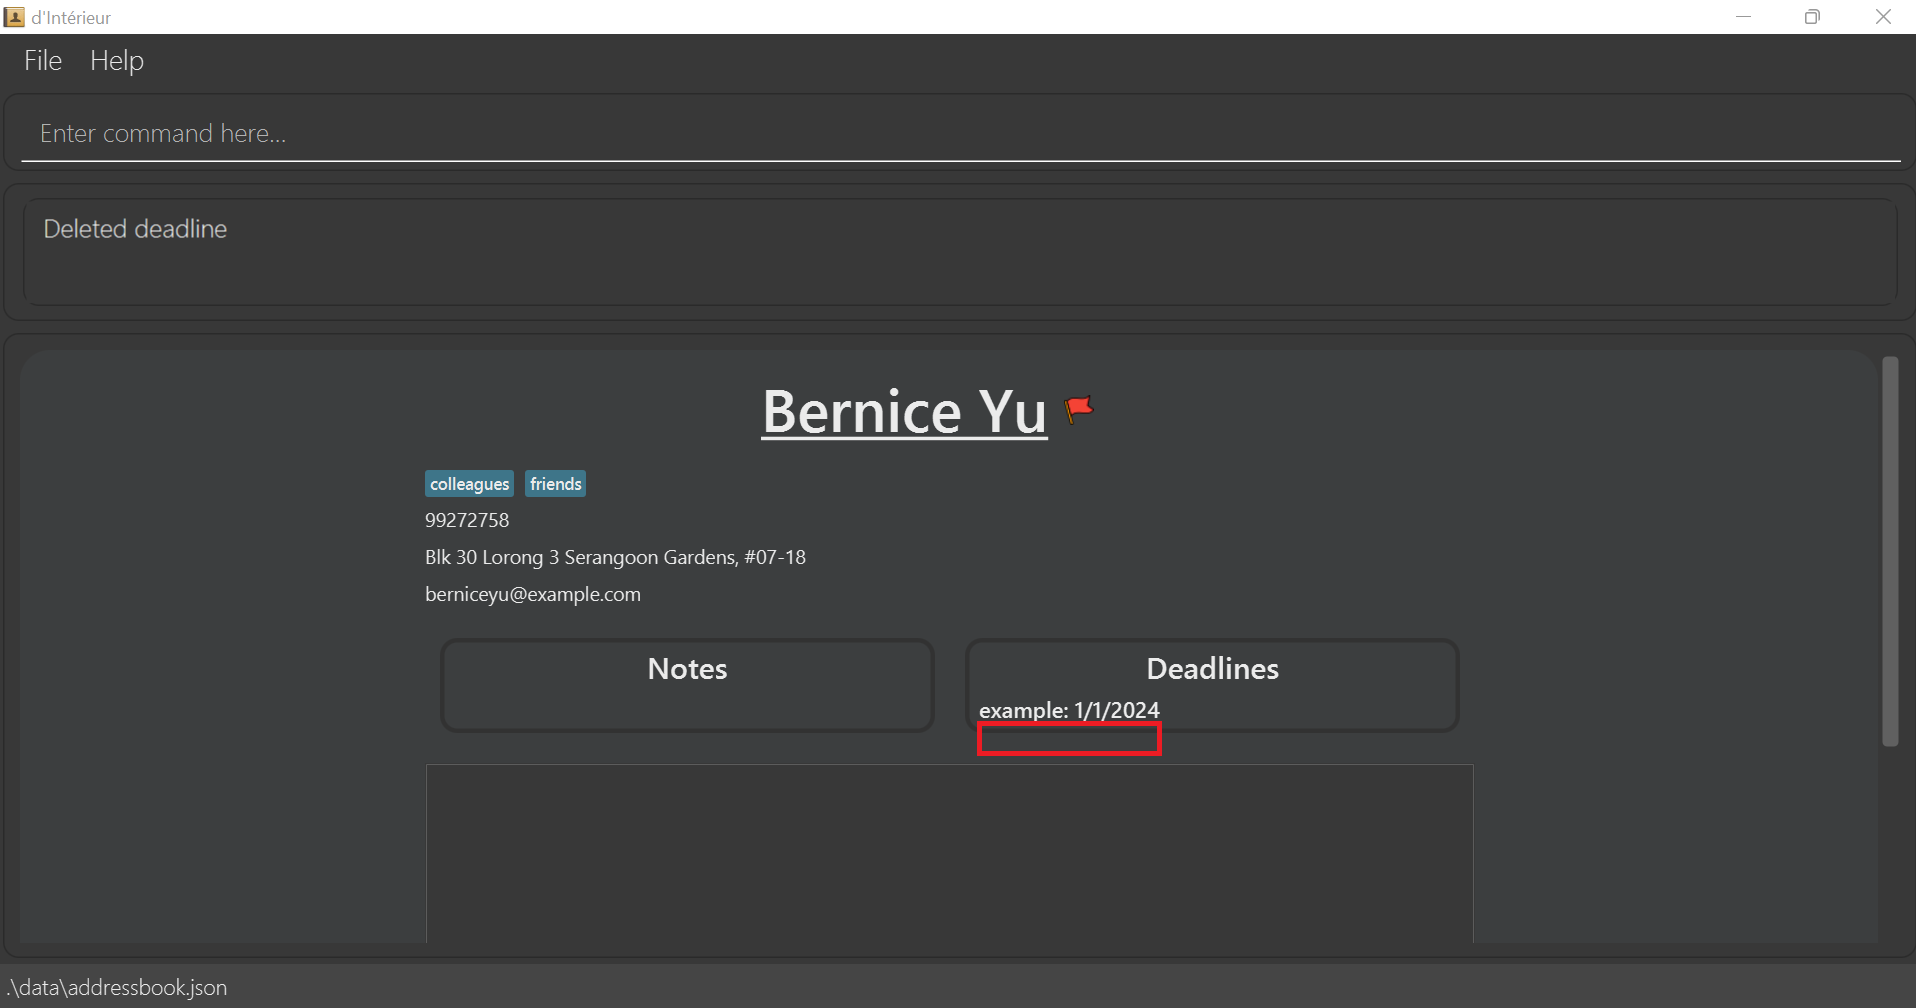 d'Intérieur
File Help
Enter command here...
Deleted deadline
Bernice Yu
colleagues friends
99272758
Blk 30 Lorong 3 Serangoon Gardens, #07-18
berniceyu@example.com
Notes
Deadlines
example: 1/1/2024
.\data\addressbook.json